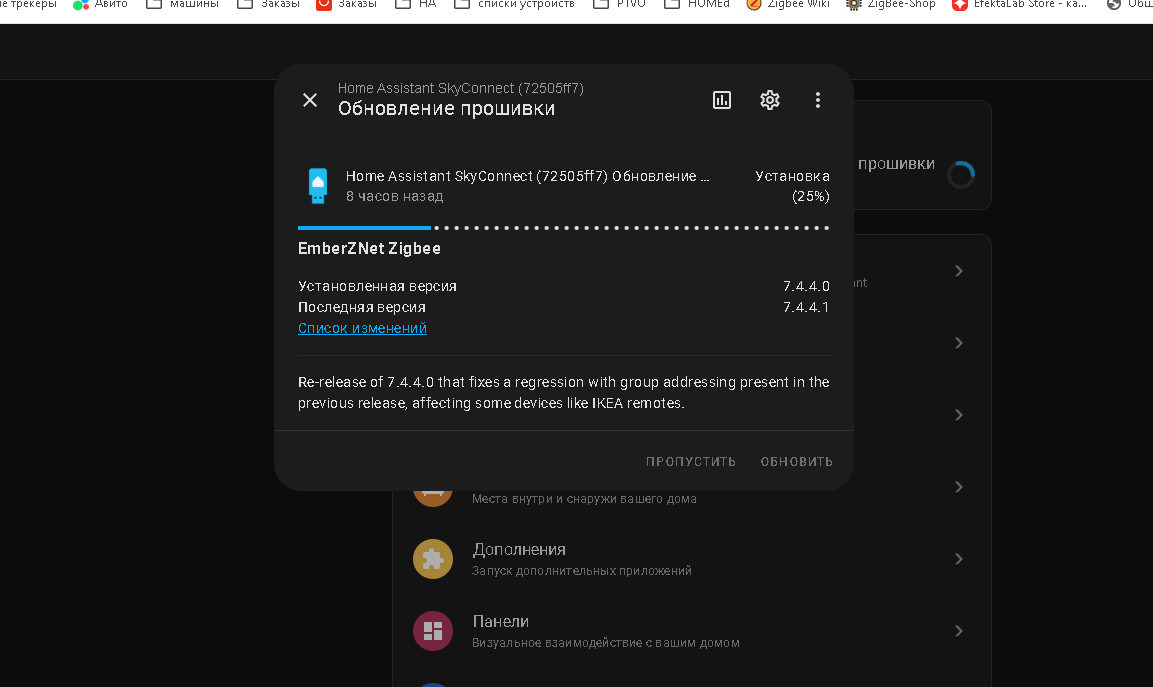 трекеры Авито машины Заказы Заказы НА списки устройств PTVO HOMEd Zigbee Wiki ZigBee-Shop EfektaLab Store - ка...
Home Assistant SkyConnect (72505ff7)
Обновление прошивки
прошивки
Home Assistant SkyConnect (72505ff7) Обновление ...
Установка
8 часов назад
(25%)
EmberZNet Zigbee
Установленная версия 7.4.4.0
Последняя версия 7.4.4.1
Список изменений
Re-release of 7.4.4.0 that fixes a regression with group addressing present in the
previous release, affecting some devices like IKEA remotes.
ПРОПУСТИТЬ ОБНОВИТЬ
Места внутри и снаружи вашего дома
Дополнения
Запуск дополнительных приложений
Панели
Визуальное взаимодействие с вашим домом